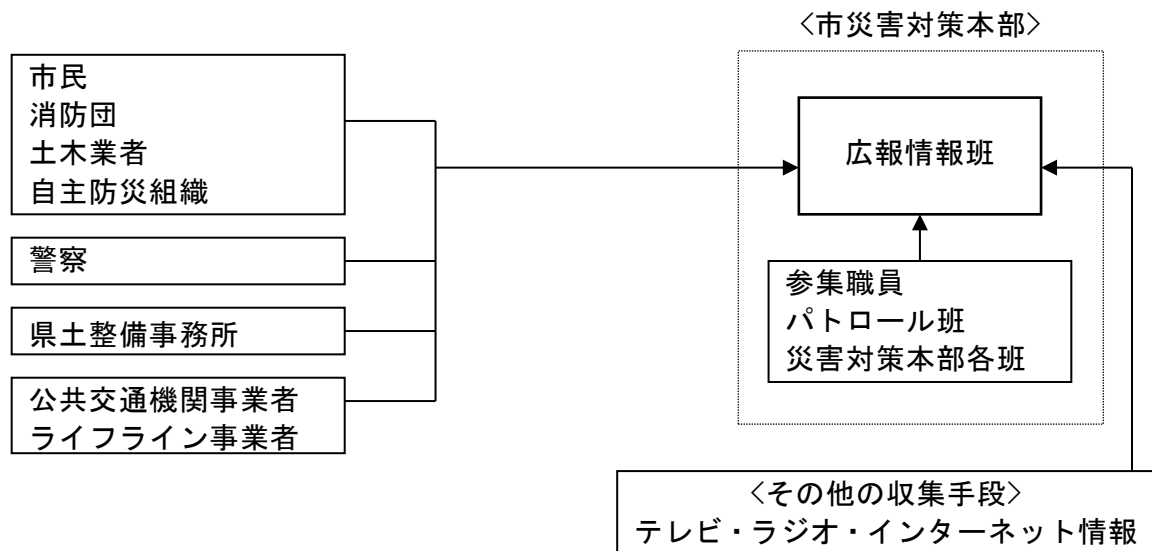 〈市災害対策本部〉
市民
消防団
土木業者
自主防災組織
警察
県土整備事務所
公共交通機関事業者
ライフライン事業者
広報情報班
参集職員
パトロール班
災害対策本部各班
〈その他の収集手段〉
テレビ・ラジオ・インターネット情報